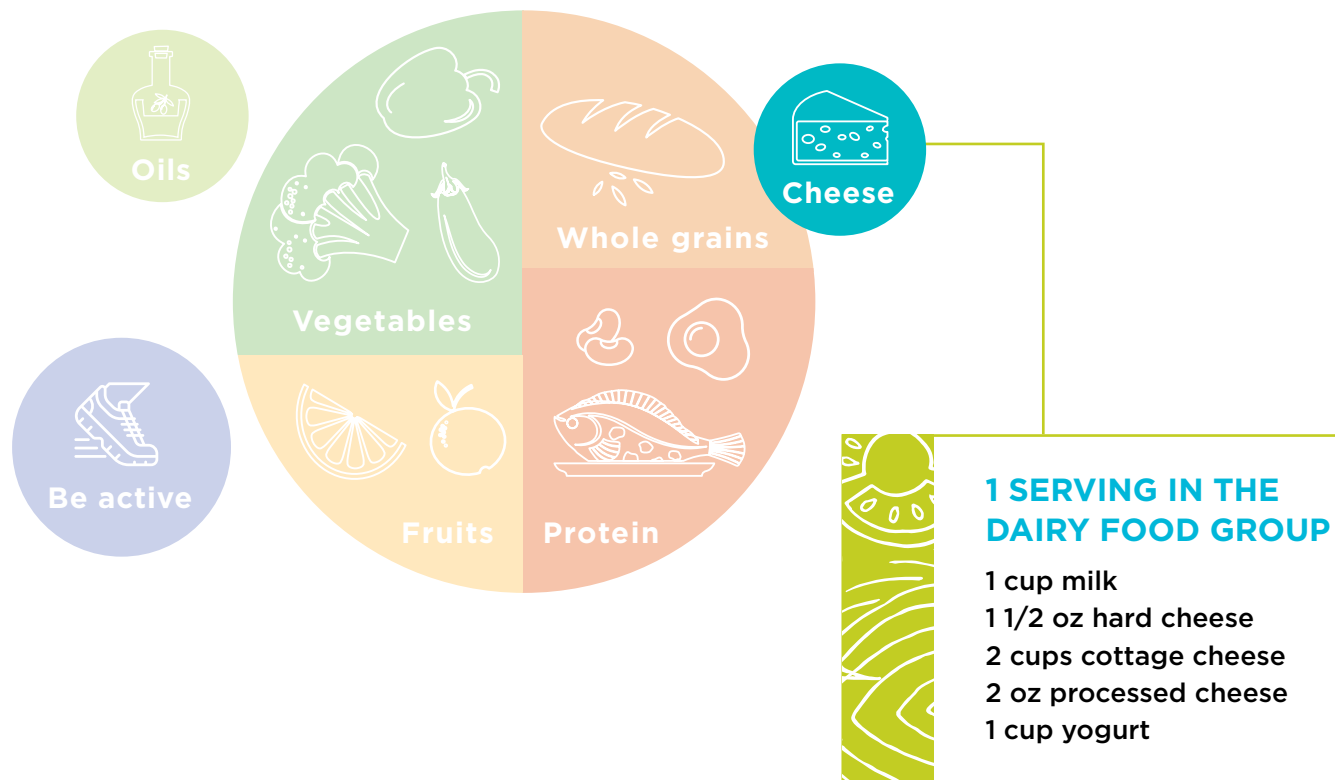 Oils
Cheese
Whole grains
Vegetables
Be active
Fruits
Protein
1 SERVING IN THE
DAIRY FOOD GROUP
1 cup milk
1 1/2 oz hard cheese
2 cups cottage cheese
2 oz processed cheese
1 cup yogurt